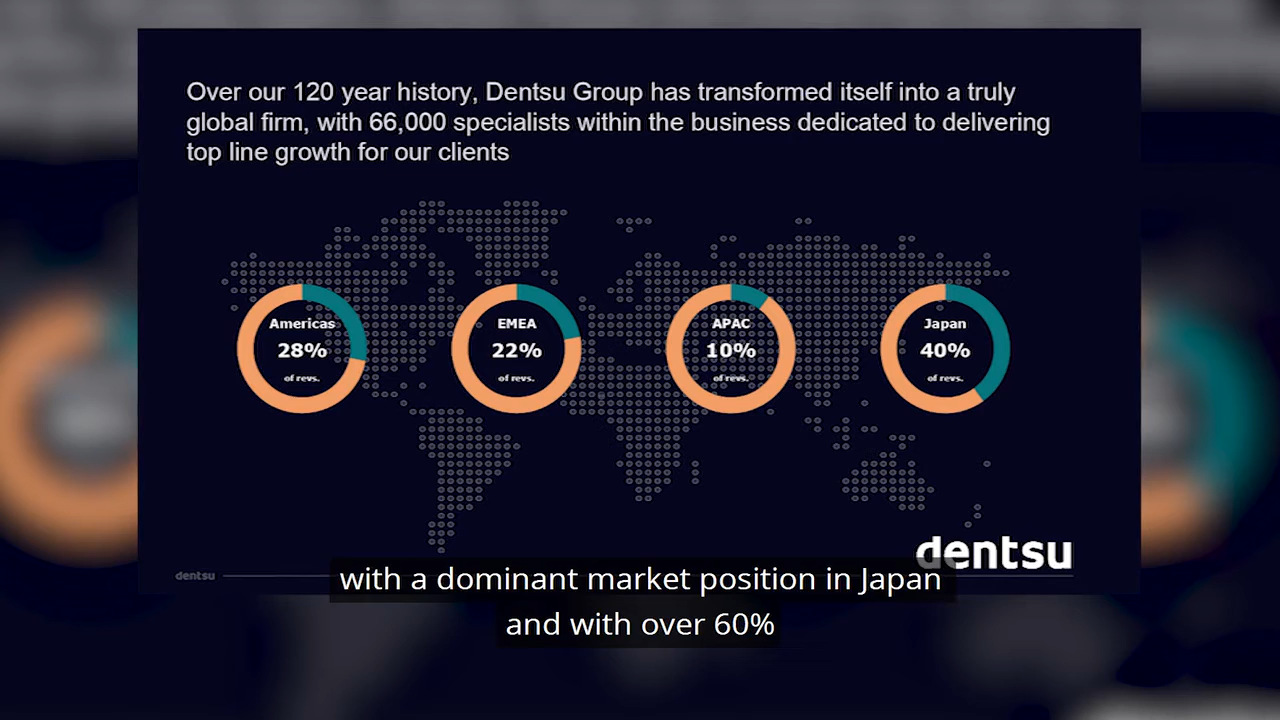 Over our 120 year history, Dentsu Group has transformed itself into a truly
global firm, with 66,000 specialists within the business dedicated to delivering
top line growth for our clients
Americas
28%
of revs.
EMEA
22%
of revs.
APAC
10%
of revs.
Japan
40%
of revs.
dentsu
dentsu
with a dominant market position in Japan
and with over 60%